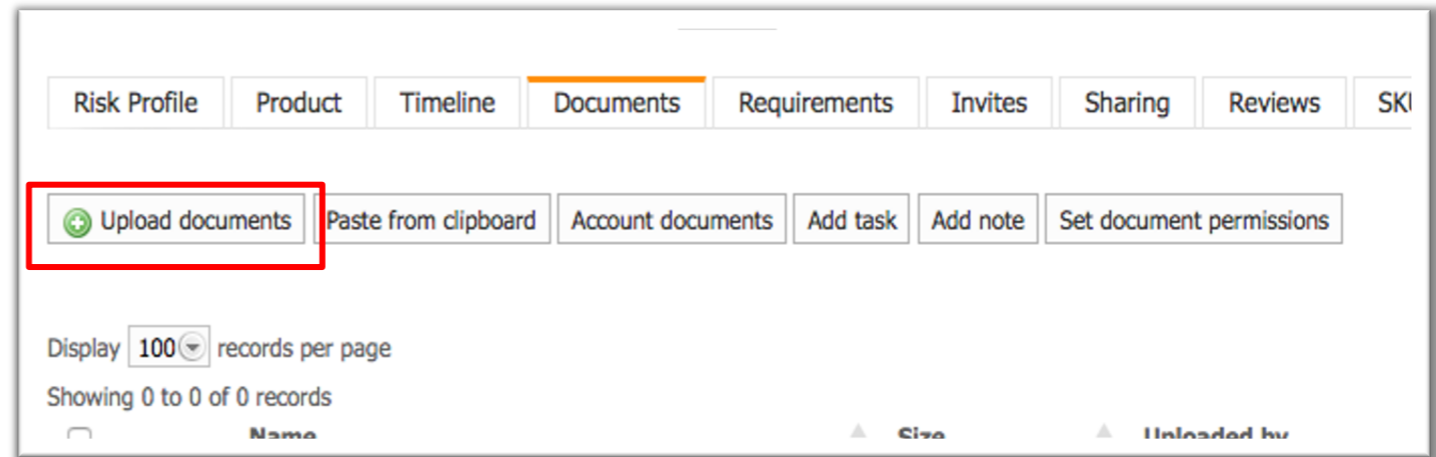 Risk Profile Product Timeline Documents Requirements Invites Sharing Reviews
Upload documents Paste from clipboard Account documents Add task Add note Set document permissions
Display 100 records per page
Showing 0 to 0 of 0 records
Name Size Uploaded by